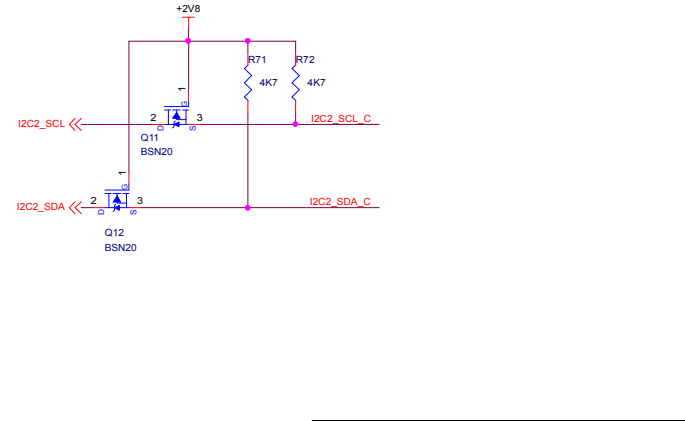 +2V8
R71
R72
4K7
4K7
1
G
I2C2_SCL
2
3
I2C2_SCL_C
D
S
Q11
BSN20
1
G
I2C2_SDA
2
3
I2C2_SDA_C
D
S
Q12
BSN20